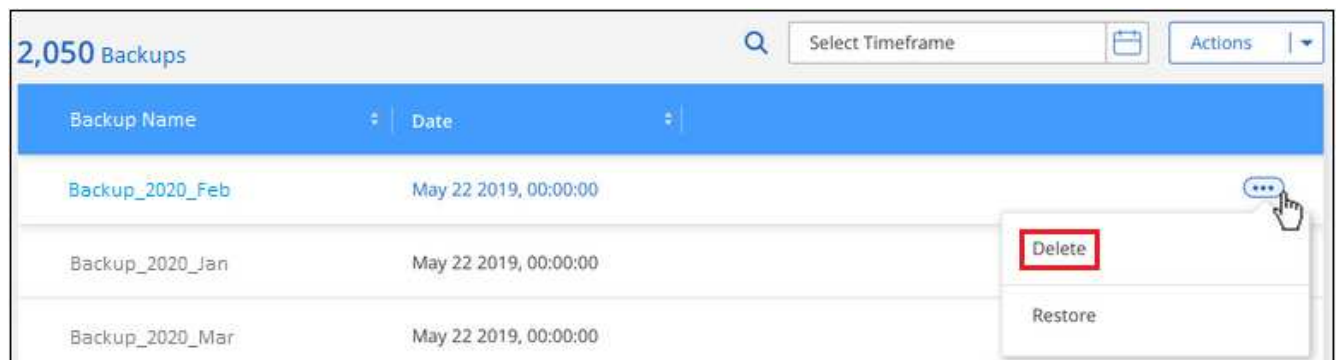 2,050 Backups
Select Timeframe
Actions
Backup Name Date
Backup_2020_Feb May 22 2019, 00:00:00
Delete
Backup_2020_Jan May 22 2019, 00:00:00
Restore
Backup_2020_Mar May 22 2019, 00:00:00